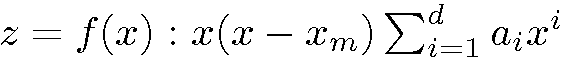 z = f(x) : x(x − x_m) ∑_{i=1}^{d} a_i x^i